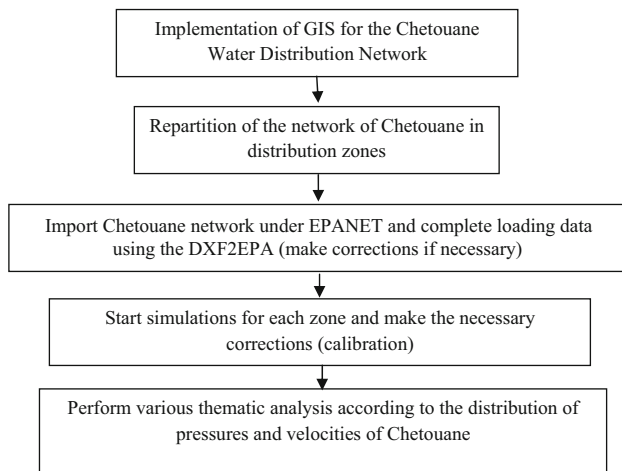 Implementation of GIS for the Chetouane
Water Distribution Network
Repartition of the network of Chetouane in
distribution zones
Import Chetouane network under EPANET and complete loading data
using the DXF2EPA (make corrections if necessary)
Start simulations for each zone and make the necessary
corrections (calibration)
Perform various thematic analysis according to the distribution of
pressures and velocities of Chetouane